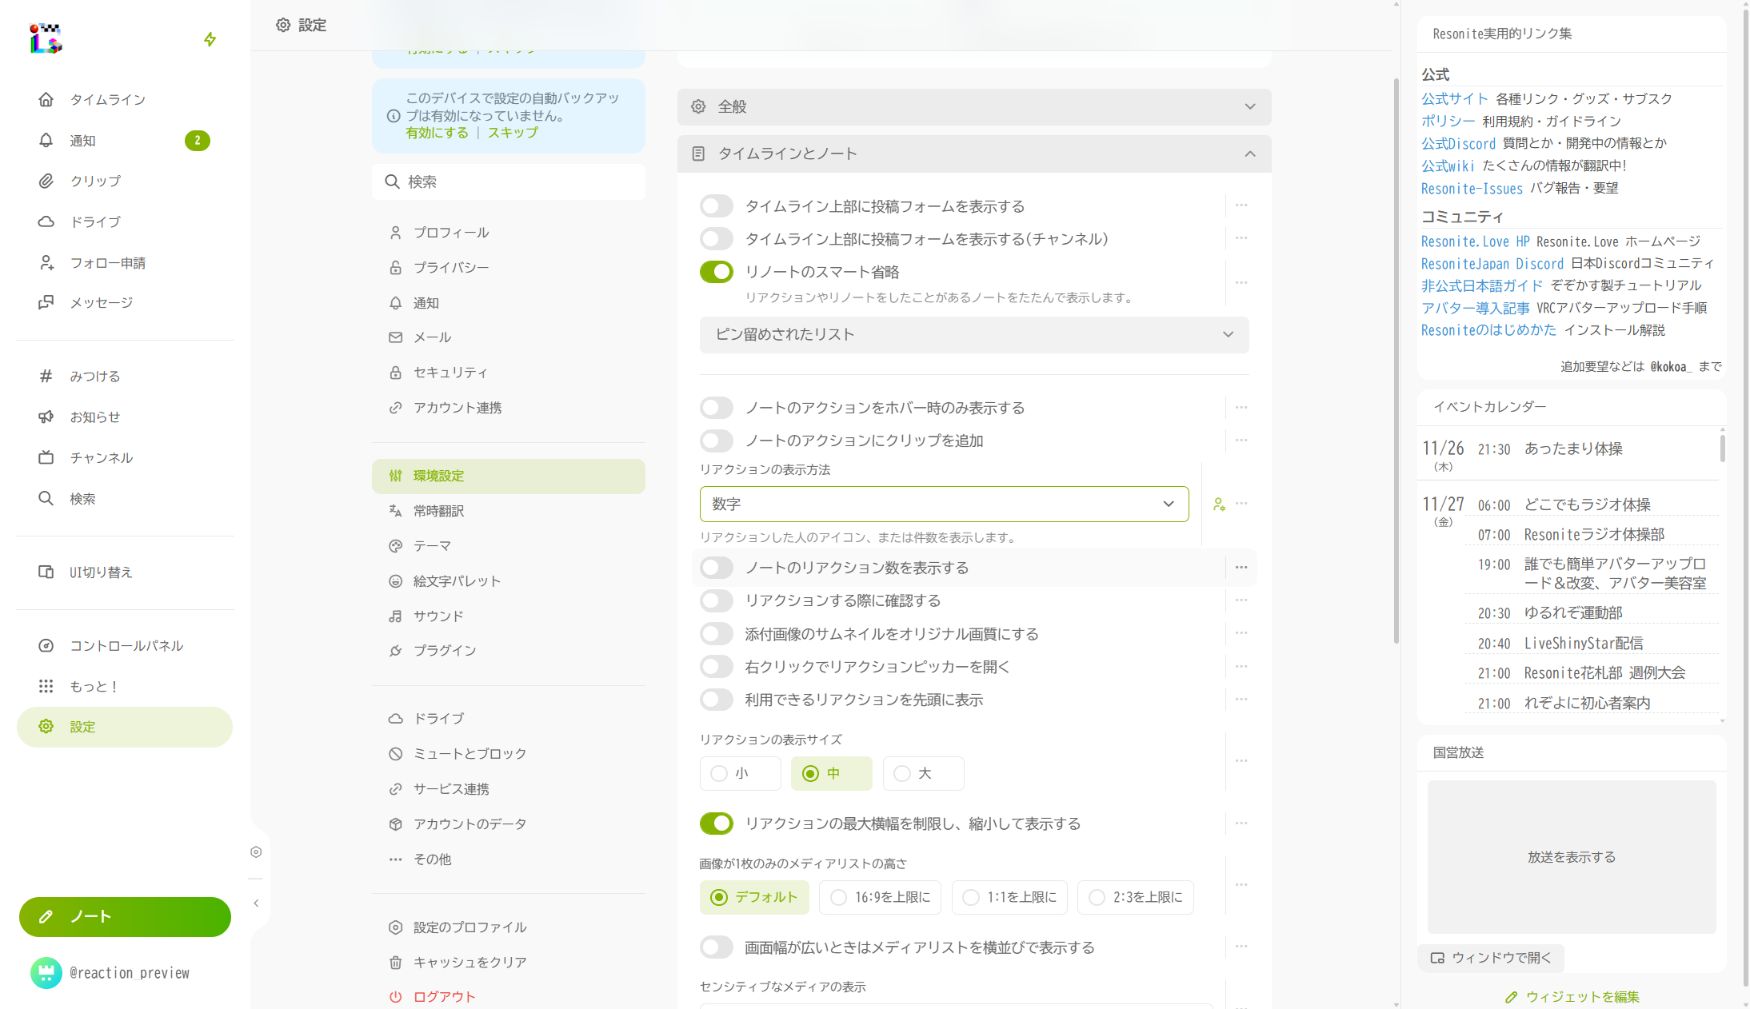 タイムライン
通知
2
クリップ
ドライブ
フォロー申請
メッセージ
みつける
お知らせ
チャンネル
検索
UI切り替え
コントロールパネル
もっと！
設定
ノート
@reaction_preview
設定
有効にする | スキップ
このデバイスで設定の自動バックアッ
プは有効になっていません。
有効にする | スキップ
検索
プロフィール
プライバシー
通知
メール
セキュリティ
アカウント連携
環境設定
常時翻訳
テーマ
絵文字パレット
サウンド
プラグイン
ドライブ
ミュートとブロック
サービス連携
アカウントのデータ
その他
設定のプロファイル
キャッシュをクリア
ログアウト
全般
タイムラインとノート
タイムライン上部に投稿フォームを表示する
タイムライン上部に投稿フォームを表示する(チャンネル)
リノートのスマート省略
リアクションやリノートをしたことがあるノートをたたんで表示します。
ピン留めされたリスト
ノートのアクションをホバー時のみ表示する
ノートのアクションにクリップを追加
リアクションの表示方法
数字
リアクションした人のアイコン、または件数を表示します。
ノートのリアクション数を表示する
リアクションする際に確認する
添付画像のサムネイルをオリジナル画質にする
右クリックでリアクションピッカーを開く
利用できるリアクションを先頭に表示
リアクションの表示サイズ
小 中 大
リアクションの最大横幅を制限し、縮小して表示する
画像が1枚のみのメディアリストの高さ
デフォルト 16:9を上限に 1:1を上限に 2:3を上限に
画面幅が広いときはメディアリストを横並びで表示する
センシティブなメディアの表示
Resonite実用的リンク集
公式
公式サイト 各種リンク・グッズ・サブスク
ポリシー 利用規約・ガイドライン
公式Discord 質問とか・開発中の情報とか
公式wiki たくさんの情報が翻訳中!
Resonite-Issues バグ報告・要望
コミュニティ
Resonite.Love HP Resonite.Love ホームページ
ResoniteJapan Discord 日本Discordコミュニティ
非公式日本語ガイド ぞぞかす製チュートリアル
アバター導入記事 VRCアバターアップロード手順
Resoniteのはじめかた インストール解説
追加要望などは @kokoa_ まで
イベントカレンダー
11/26 21:30 あったまり体操
(木)
11/27 06:00 どこでもラジオ体操
(金)
07:00 Resoniteラジオ体操部
19:00 誰でも簡単アバターアップロ
ード＆改変、アバター美容室
20:30 ゆるれぞ運動部
20:40 LiveShinyStar配信
21:00 Resonite花札部 週例大会
21:00 れぞよに初心者案内
国営放送
放送を表示する
ウィンドウで開く
ウィジェットを編集